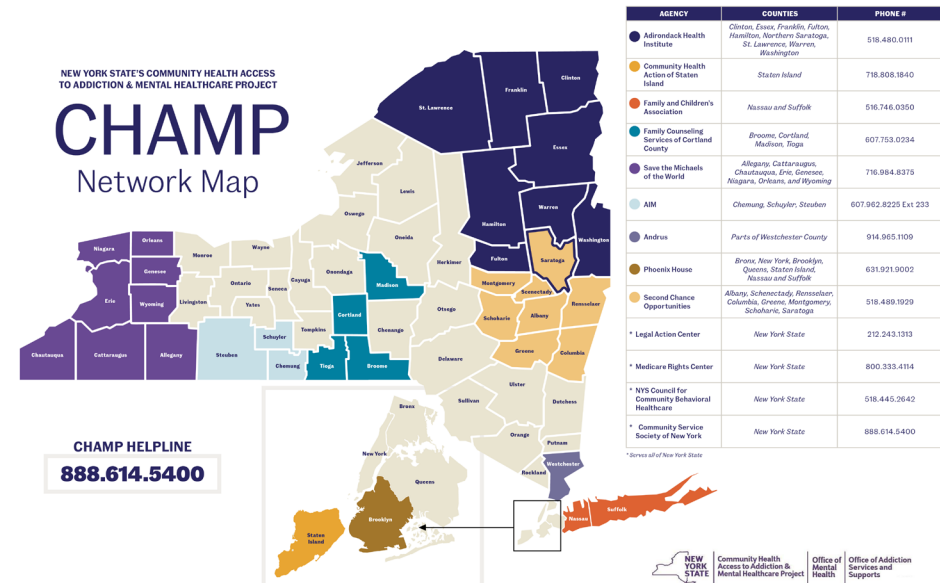 NEW YORK STATE'S COMMUNITY HEALTH ACCESS
TO ADDICTION & MENTAL HEALTHCARE PROJECT
CHAMP
Network Map
St. Lawrence
Franklin
Clinton
Essex
Jefferson
Lewis
Hamilton
Warren
Washington
Oswego
Oneida
Herkimer
Fulton
Saratoga
Niagara
Orleans
Monroe
Wayne
Genesee
Erie
Wyoming
Livingston
Ontario
Yates
Seneca
Cayuga
Onondaga
Madison
Montgomery
Schenectady
Rensselaer
Schoharie
Albany
Otsego
Cortland
Chenango
Tompkins
Schuyler
Steuben
Chemung
Tioga
Broome
Chautauqua
Cattaraugus
Allegany
Delaware
Greene
Columbia
Ulster
Sullivan
Dutchess
Orange
Putnam
Rockland
Westchester
Bronx
New York
Queens
Brooklyn
Staten
Island
Nassau
Suffolk
CHAMP HELPLINE
888.614.5400
AGENCY COUNTIES PHONE #
Adirondack Health
Institute
Clinton, Essex, Franklin, Fulton,
Hamilton, Northern Saratoga,
St. Lawrence, Warren,
Washington
518.480.0111
Community Health
Action of Staten
Island
Staten Island
718.808.1840
Family and Children's
Association
Nassau and Suffolk
516.746.0350
Family Counseling
Services of Cortland
County
Broome, Cortland,
Madison, Tioga
607.753.0234
Save the Michaels
of the World
Allegany, Cattaraugus,
Chautauqua, Erie, Genesee,
Niagara, Orleans, and Wyoming
716.984.8375
AIM
Chemung, Schuyler, Steuben
607.962.8225 Ext 233
Andrus
Parts of Westchester County
914.965.1109
Phoenix House
Bronx, New York, Brooklyn,
Queens, Staten Island,
Nassau and Suffolk
631.921.9002
Second Chance
Opportunities
Albany, Schenectady, Rensselaer,
Columbia, Greene, Montgomery,
Schoharie, Saratoga
518.489.1929
* Legal Action Center
New York State
212.243.1313
* Medicare Rights Center
New York State
800.333.4114
* NYS Council for
Community Behavioral
Healthcare
New York State
518.445.2642
* Community Service
Society of New York
New York State
888.614.5400
* Serves all of New York State
NEW
YORK
STATE
Community Health
Access to Addiction &
Mental Healthcare Project
Office of
Mental
Health
Office of Addiction
Services and
Supports